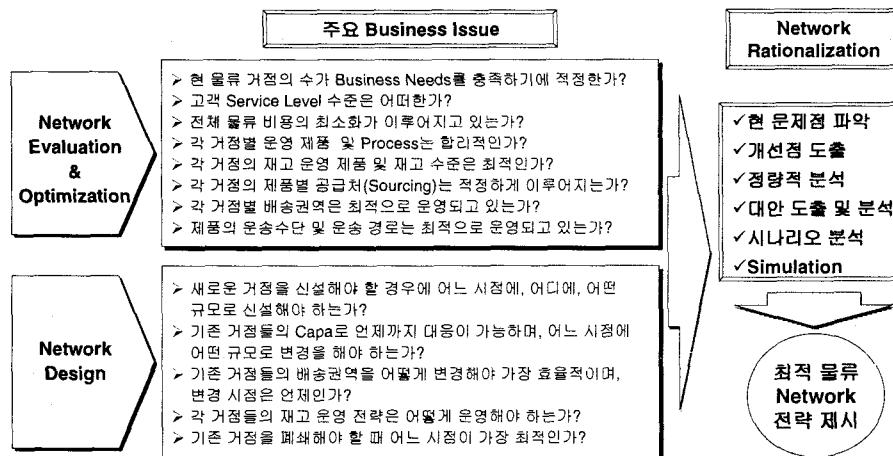 주요 Business Issue
Network
Rationalization
Network
Evaluation
&
Optimization
➢ 현 물류 거점의 수가 Business Needs를 충족하기에 적정한가?
➢ 고객 Service Level 수준은 어떠한가?
➢ 전체 물류 비용의 최소화가 이루어지고 있는가?
➢ 각 거점별 운영 제품 및 Process는 합리적인가?
➢ 각 거점의 재고 운영 제품 및 재고 수준은 최적인가?
➢ 각 거점의 제품별 공급처(Sourcing)는 적정하게 이루어지는가?
➢ 각 거점별 배송권역은 최적으로 운영되고 있는가?
➢ 제품의 운송수단 및 운송 경로는 최적으로 운영되고 있는가?
Network
Design
➢ 새로운 거점을 신설해야 할 경우에 어느 시점에, 어디에, 어떤
규모로 신설해야 하는가?
➢ 기존 거점들의 Capa로 언제까지 대응이 가능하며, 어느 시점에
어떤 규모로 변경을 해야 하는가?
➢ 기존 거점들의 배송권역을 어떻게 변경해야 가장 효율적이며,
변경 시점은 언제인가?
➢ 각 거점들의 재고 운영 전략은 어떻게 운영해야 하는가?
➢ 기존 거점을 폐쇄해야 할 때 어느 시점이 가장 최적인가?
✓현 문제점 파악
✓개선점 도출
✓정량적 분석
✓대안 도출 및 분석
✓시나리오 분석
✓Simulation
최적 물류
Network
전략 제시